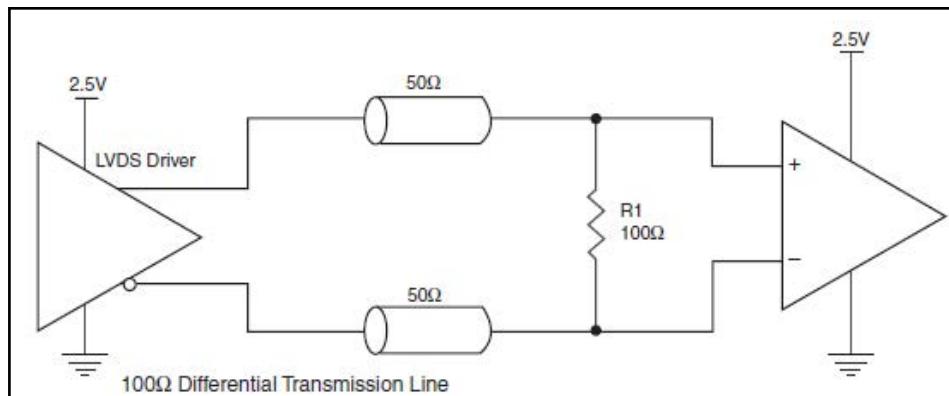 2.5V
2.5V
50Ω
LVDS Driver
+
R1
100Ω
−
50Ω
100Ω Differential Transmission Line